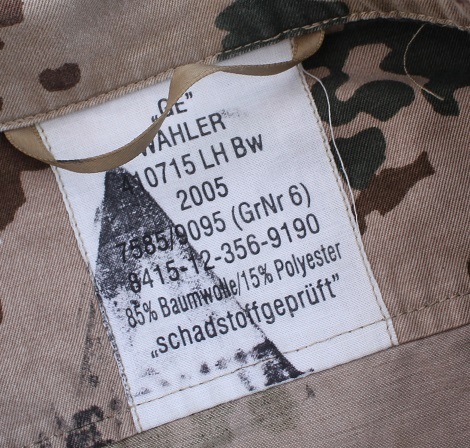 „GE”
WAHLER
410715 LH Bw
2005
7585/9095 (GrNr 6)
8415-12-356-9190
85% Baumwolle/15% Polyester
„schadstoffgeprüft”